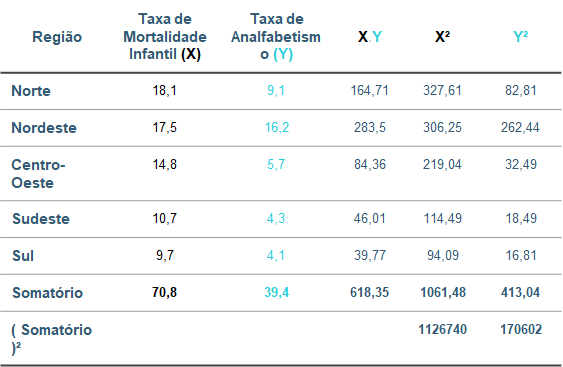 Região Taxa de Mortalidade Infantil (X) Taxa de Analfabetism o (Y) X.Y X² Y²
Norte 18,1 9,1 164,71 327,61 82,81
Nordeste 17,5 16,2 283,5 306,25 262,44
Centro-Oeste 14,8 5,7 84,36 219,04 32,49
Sudeste 10,7 4,3 46,01 114,49 18,49
Sul 9,7 4,1 39,77 94,09 16,81
Somatório 70,8 39,4 618,35 1061,48 413,04
( Somatório )² 1126740 170602